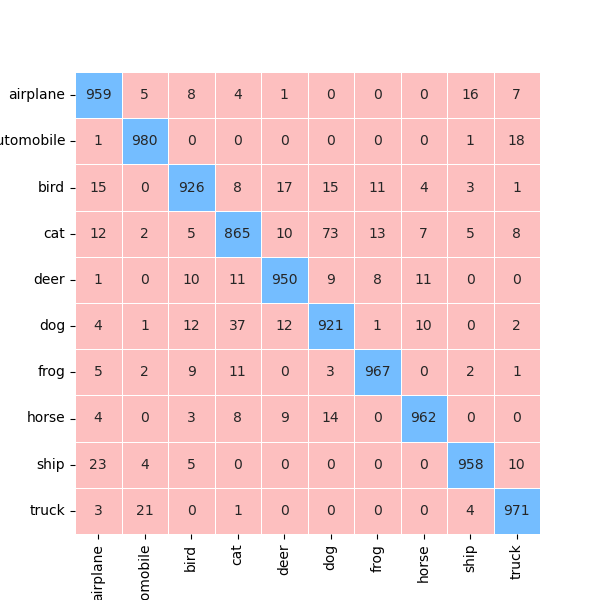 airplane 959 5 8 4 1 0 0 0 16 7
utomobile 1 980 0 0 0 0 0 0 1 18
bird 15 0 926 8 17 15 11 4 3 1
cat 12 2 5 865 10 73 13 7 5 8
deer 1 0 10 11 950 9 8 11 0 0
dog 4 1 12 37 12 921 1 10 0 2
frog 5 2 9 11 0 3 967 0 2 1
horse 4 0 3 8 9 14 0 962 0 0
ship 23 4 5 0 0 0 0 0 958 10
truck 3 21 0 1 0 0 0 0 4 971
airplane omobile bird cat deer dog frog horse ship truck